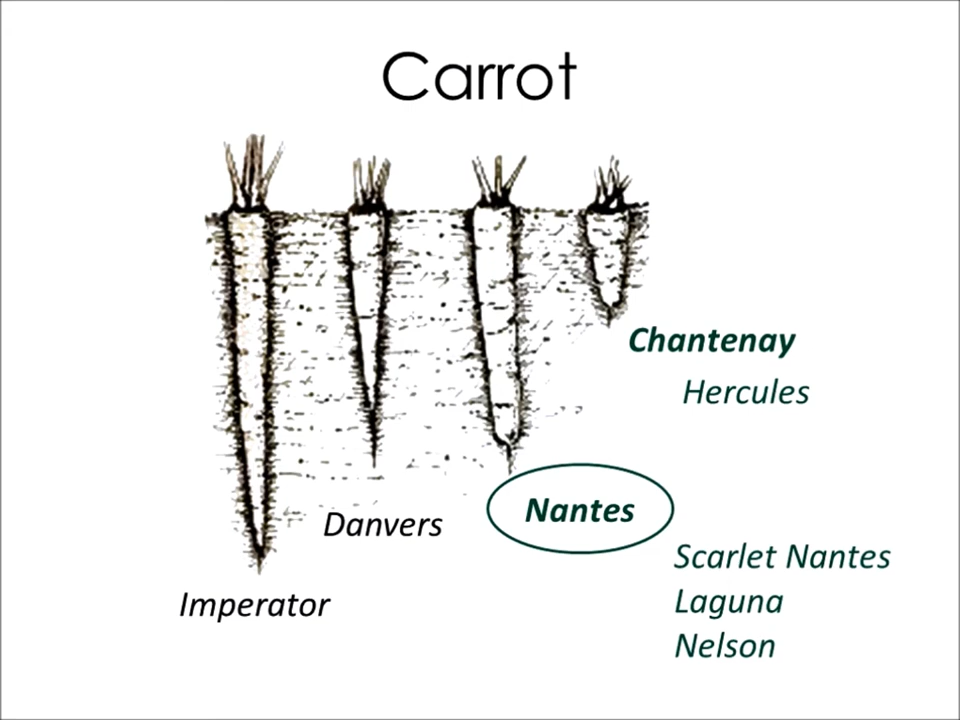 Carrot
Chantenay
Hercules
Nantes
Danvers
Scarlet Nantes
Laguna
Imperator
Nelson